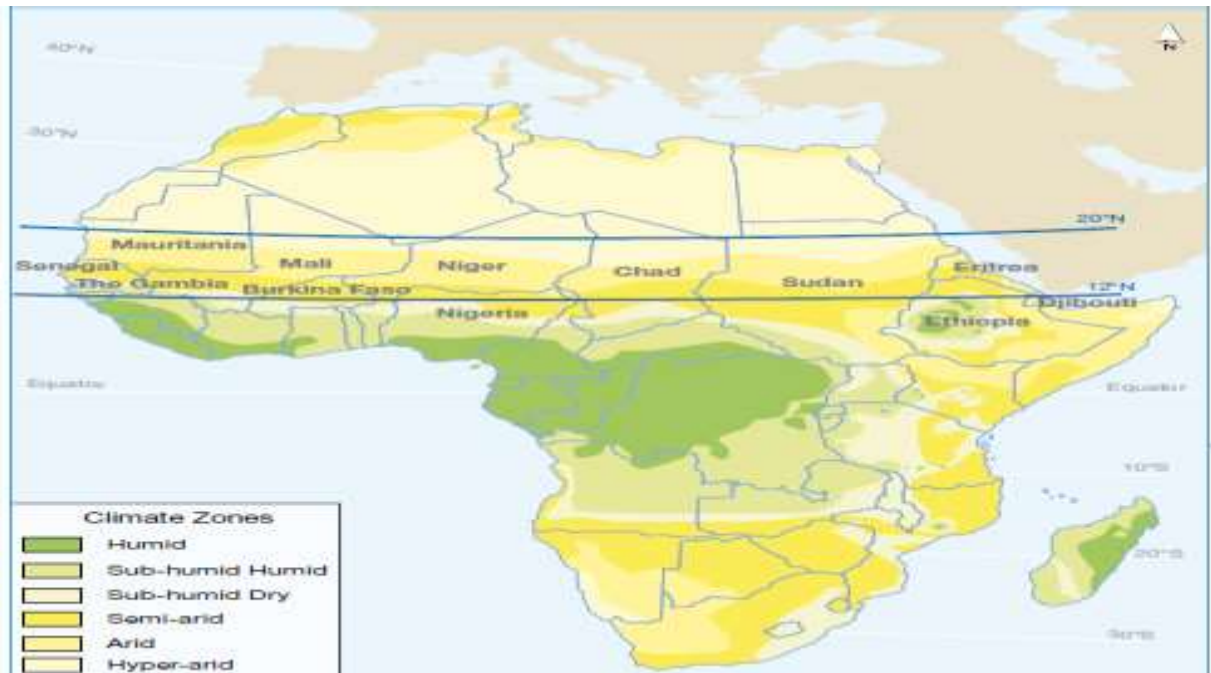 N
40°N
30°N
20°N
Mauritania
Mali
Niger
Chad
Sudan
Eritrea
Senegal
The Gambia
Burkina Faso
12°N
Djibouti
Nigeria
Ethiopia
Equator
Equator
10°S
20°S
30°S
Climate Zones
Humid
Sub-humid Humid
Sub-humid Dry
Semi-arid
Arid
Hyper-arid